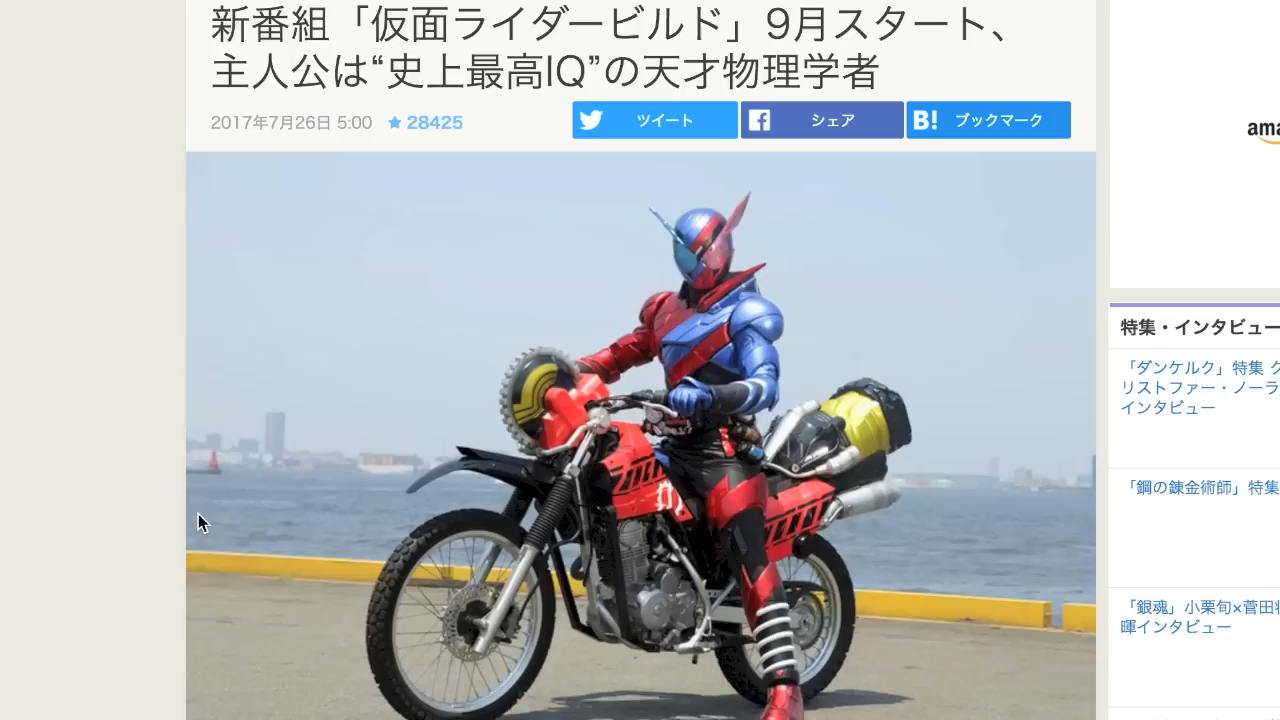 新番組「仮面ライダービルド」9月スタート、
主人公は“史上最高IQ”の天才物理学者
2017年7月26日 5:00 ★ 28425
ツイート
シェア
B! ブックマーク
ama
特集・インタビュー
「ダンケルク」特集 ク
リストファー・ノーラ
インタビュー
「鋼の錬金術師」特集
「銀魂」小栗旬×菅田
暉インタビュー